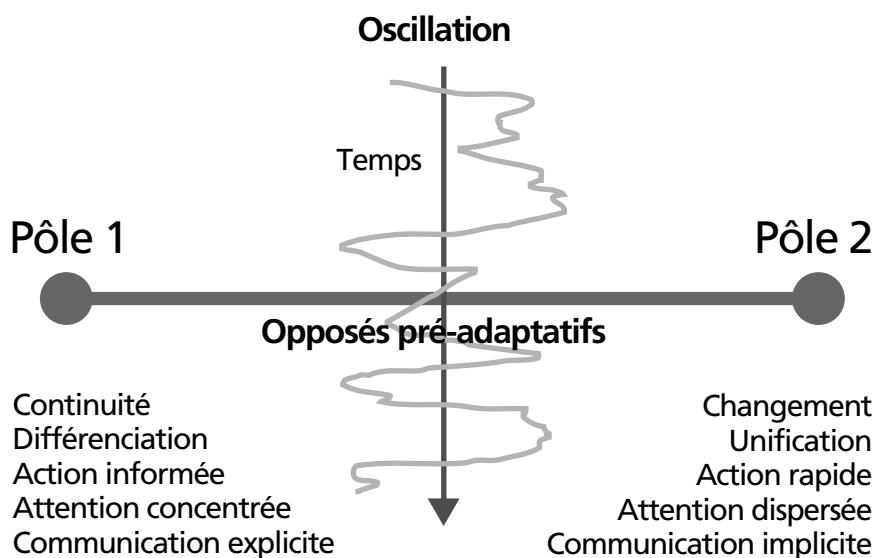 Oscillation
Temps
Pôle 1
Pôle 2
Opposés pré-adaptatifs
Continuité
Différenciation
Action informée
Attention concentrée
Communication explicite
Changement
Unification
Action rapide
Attention dispersée
Communication implicite